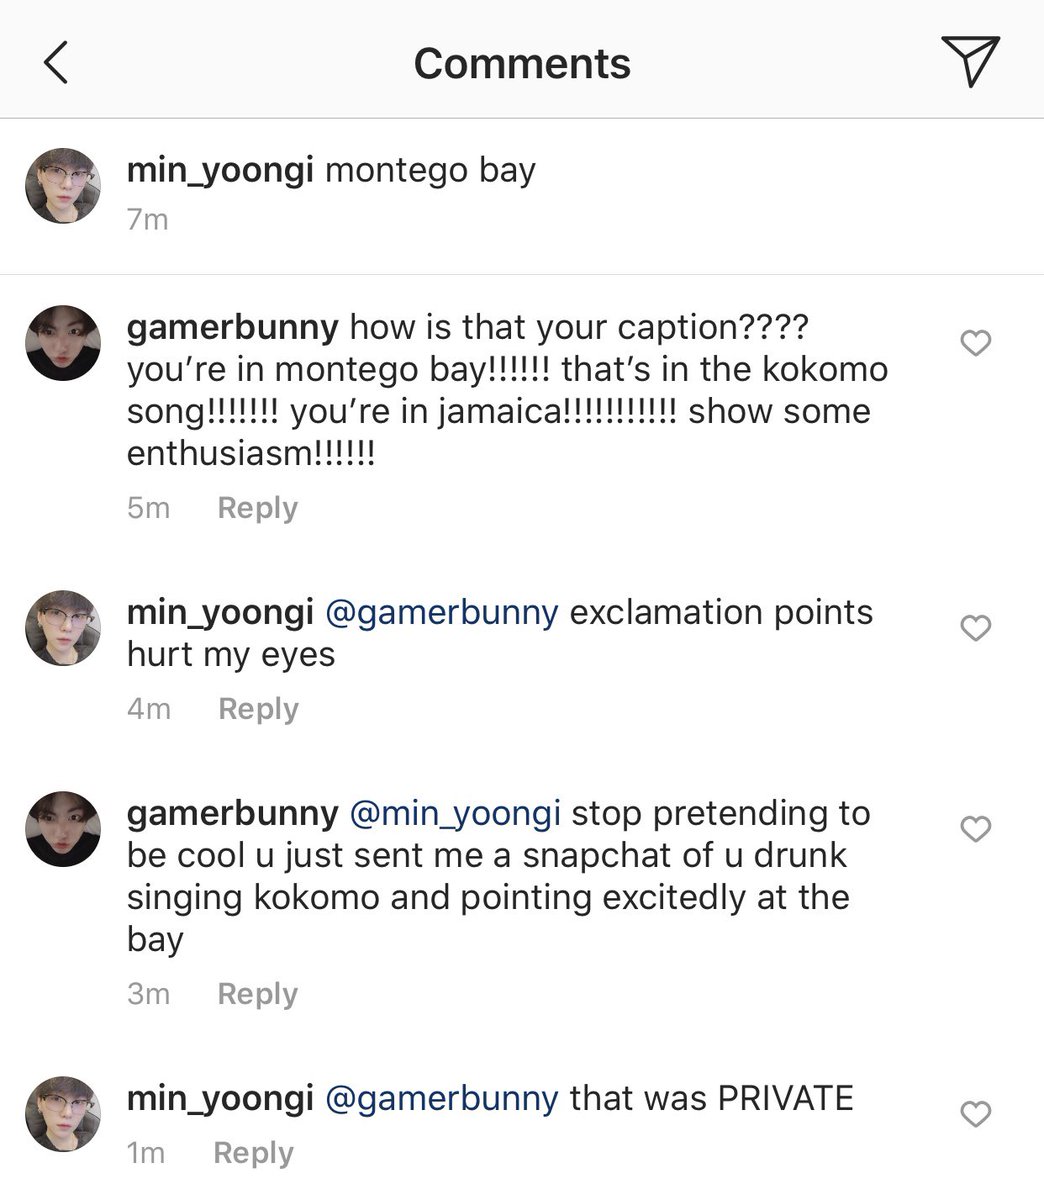 Comments
min_yoongi montego bay
7m
gamerbunny how is that your caption????
you’re in montego bay!!!!!! that’s in the kokomo
song!!!!!!! you’re in jamaica!!!!!!!!!!! show some
enthusiasm!!!!!!
5m Reply
min_yoongi @gamerbunny exclamation points
hurt my eyes
4m Reply
gamerbunny @min_yoongi stop pretending to
be cool u just sent me a snapchat of u drunk
singing kokomo and pointing excitedly at the
bay
3m Reply
min_yoongi @gamerbunny that was PRIVATE
1m Reply